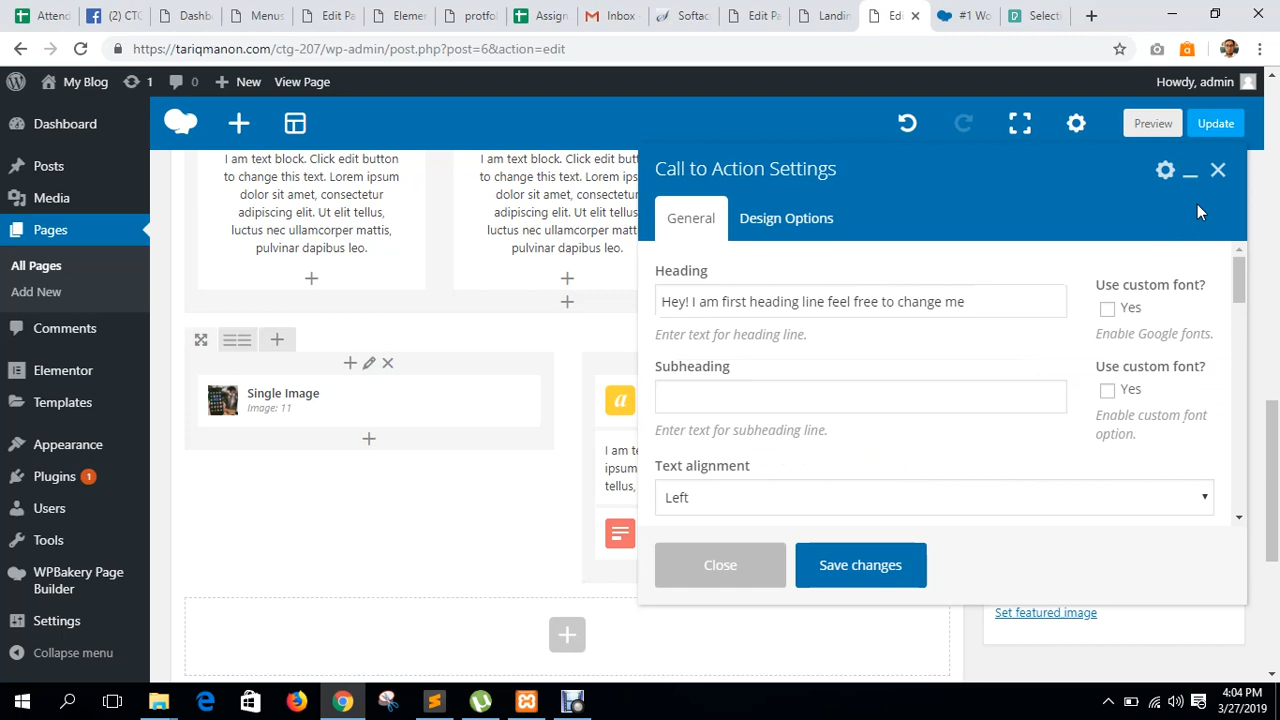 Attend
(2) CTG
Dashb
Menus
Edit Pa
Eleme
protfol
Assign
Inbox -
Softac
Edit Pa
Landin
Edi
#1 Wo
Selecti
https://tariqmanon.com/ctg-207/wp-admin/post.php?post=6&action=edit
My Blog
1
New
View Page
Howdy, admin
Dashboard
Posts
Media
Pages
All Pages
Add New
Comments
Elementor
Templates
Appearance
Plugins 1
Users
Tools
WPBakery Page
Builder
Settings
Collapse menu
Preview
Update
I am text block. Click edit button
to change this text. Lorem ipsum
dolor sit amet, consectetur
adipiscing elit. Ut elit tellus,
luctus nec ullamcorper mattis,
pulvinar dapibus leo.
I am text block. Click edit button
to change this text. Lorem ipsum
dolor sit amet, consectetur
adipiscing elit. Ut elit tellus,
luctus nec ullamcorper mattis,
pulvinar dapibus leo.
Single Image
Image: 11
a
I am te
ipsum
tellus,
Call to Action Settings
General
Design Options
Heading
Hey! I am first heading line feel free to change me
Enter text for heading line.
Use custom font?
Yes
Enable Google fonts.
Subheading
Enter text for subheading line.
Use custom font?
Yes
Enable custom font
option.
Text alignment
Left
Close
Save changes
Set featured image
4:04 PM
3/27/2019